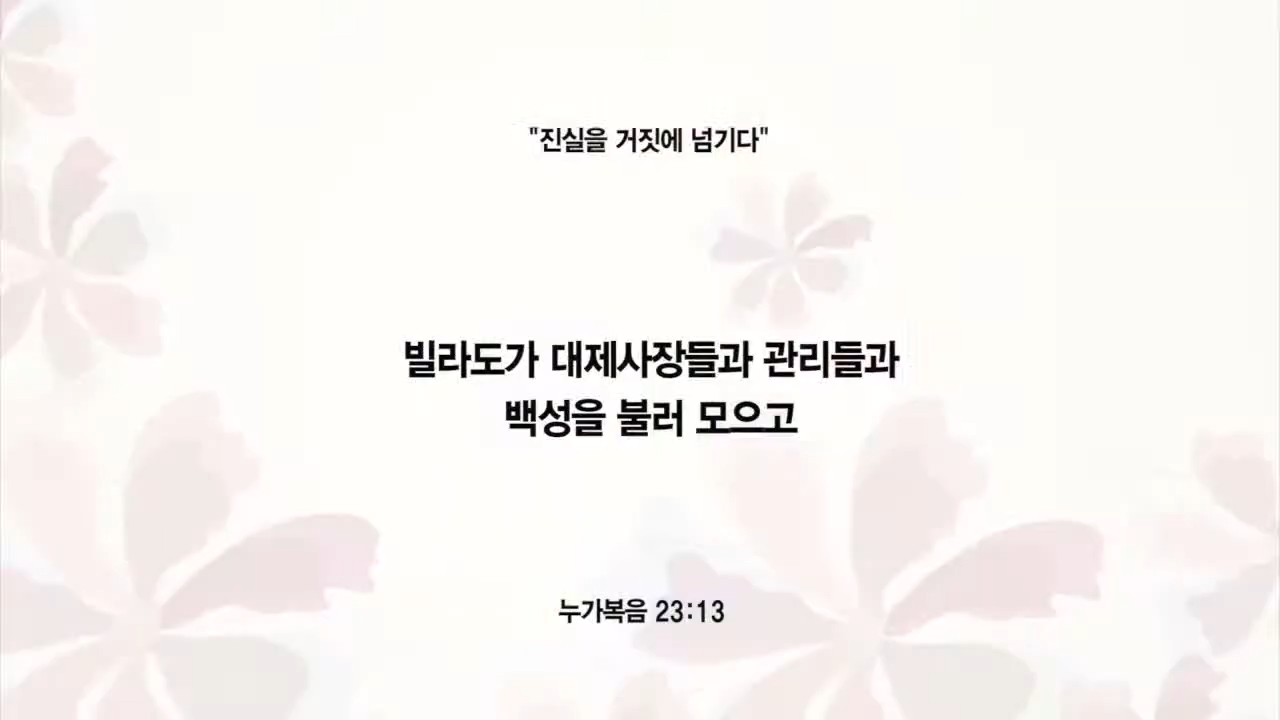 "진실을 거짓에 넘기다"
빌라도가 대제사장들과 관리들과
백성을 불러 모으고
누가복음 23:13